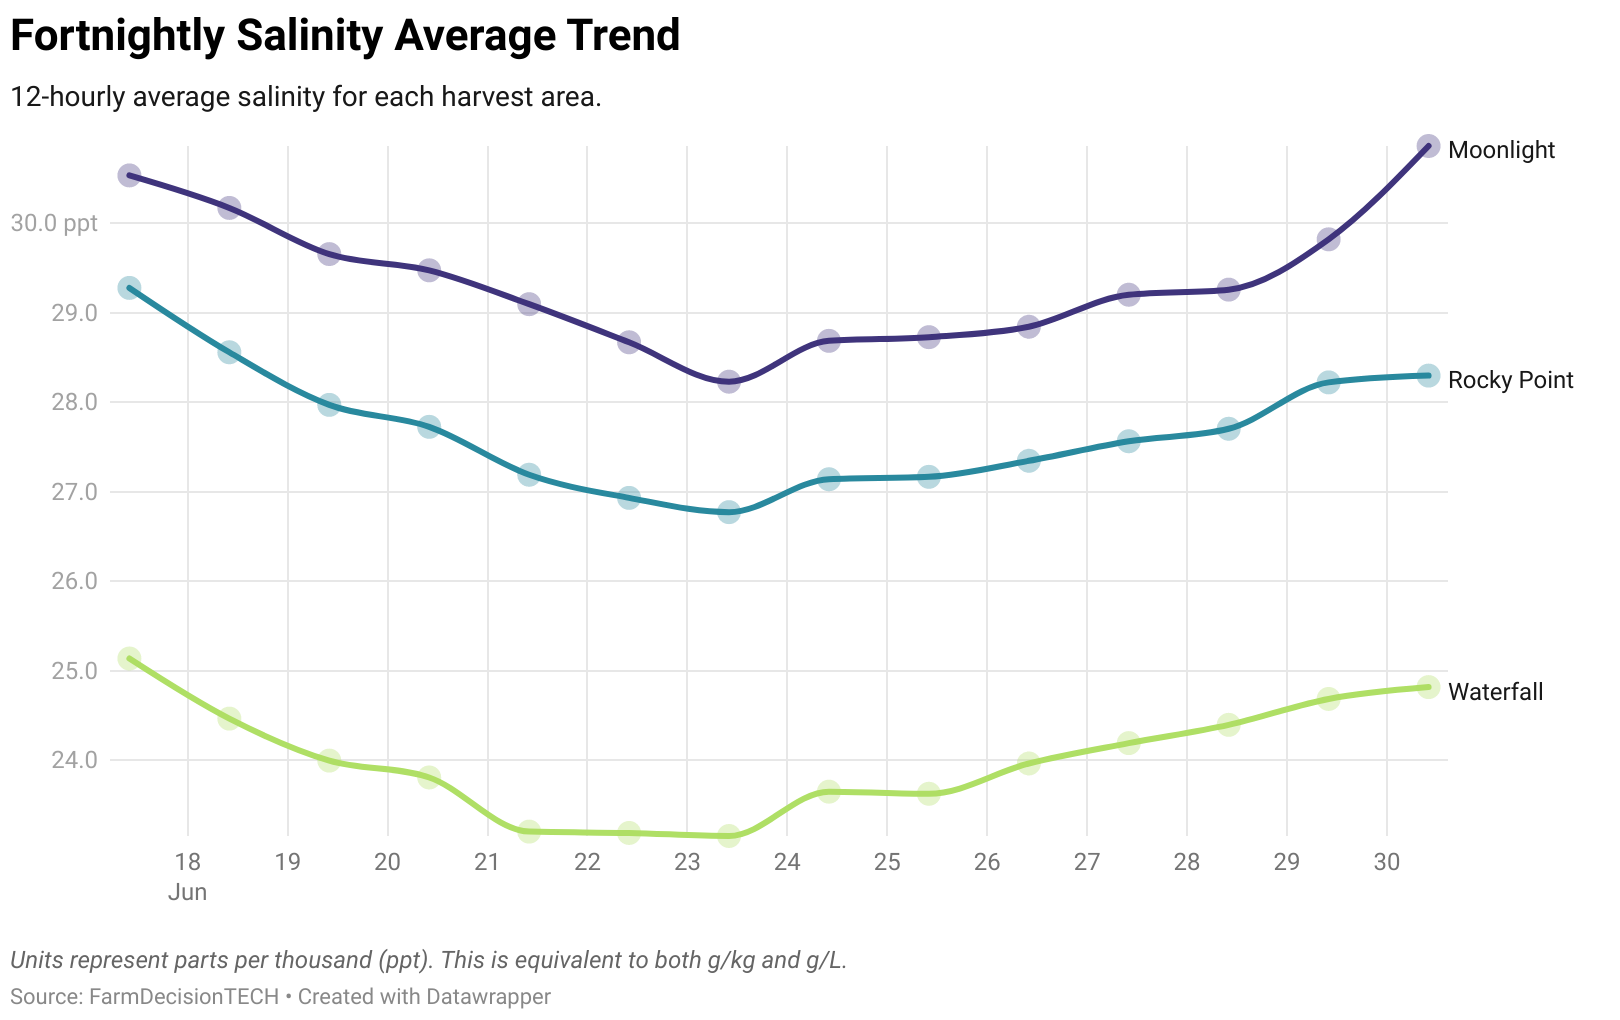 Fortnightly Salinity Average Trend
12-hourly average salinity for each harvest area.
Moonlight
30.0 ppt
29.0
Rocky Point
28.0
27.0
26.0
25.0
Waterfall
24.0
18 19 20 21 22 23 24 25 26 27 28 29 30
Jun
Units represent parts per thousand (ppt). This is equivalent to both g/kg and g/L.
Source: FarmDecisionTECH • Created with Datawrapper